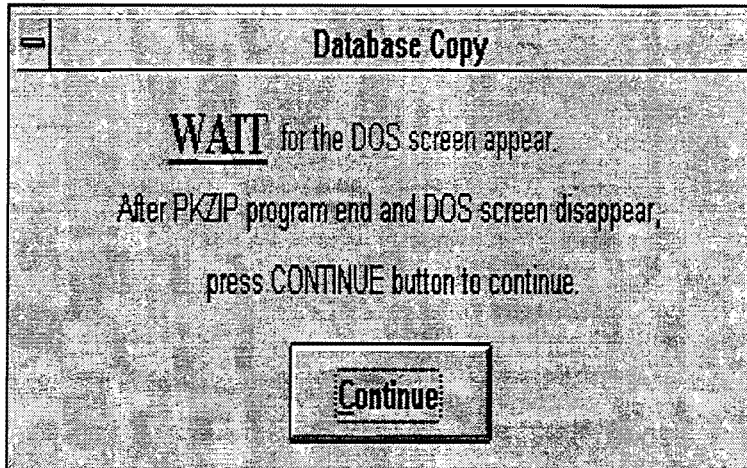 Database Copy
WAIT for the DOS screen appear.
After PKZIP program end and DOS screen disappear,
press CONTINUE button to continue.
Continue